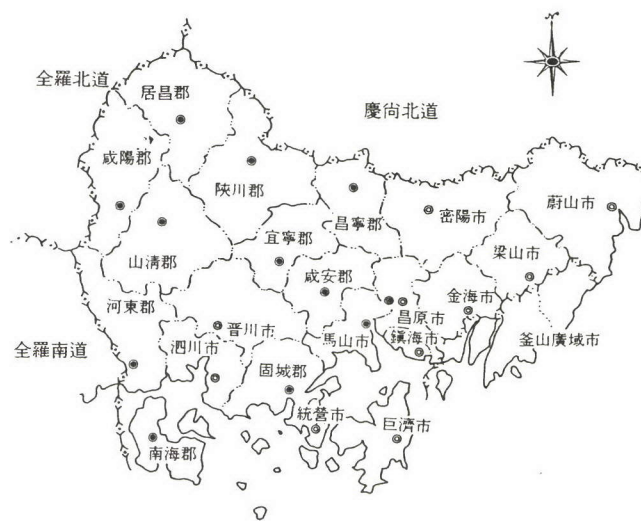 全羅北道
居昌郡
慶尚北道
咸陽郡
陜川郡
昌寧郡
密陽市
蔚山市
宜寧郡
山淸郡
梁山市
咸安郡
河東郡
金海市
昌原市
晋川市
馬山市
鎭海市
釜山廣域市
全羅南道
泗川市
固城郡
統營市
巨濟市
南海郡